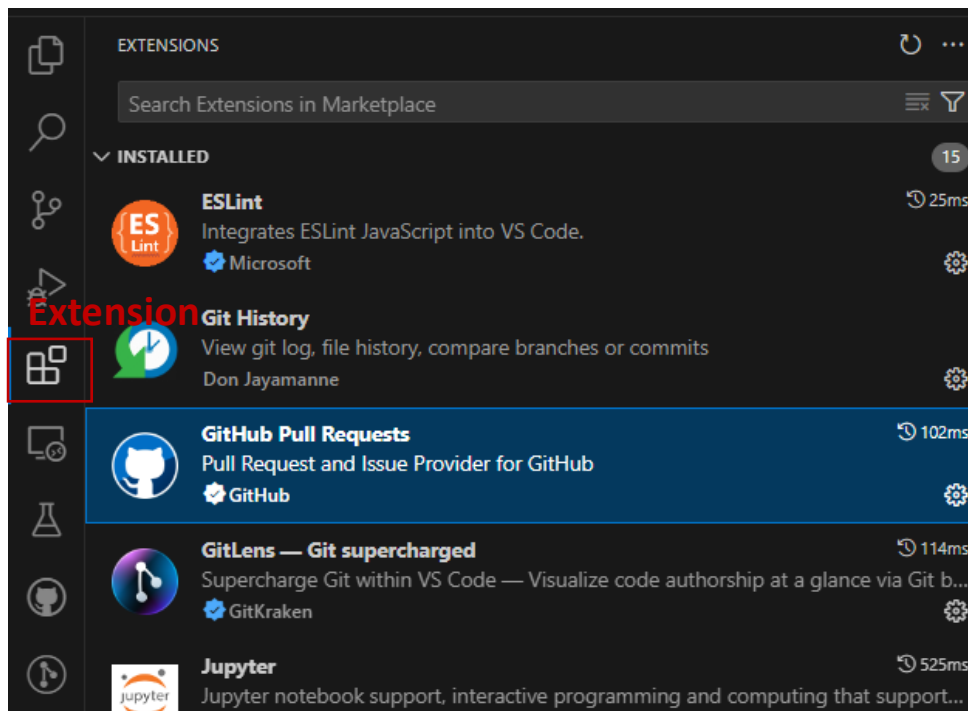 EXTENSIONS
Search Extensions in Marketplace
INSTALLED
15
ES
Lint
ESLint
25ms
Integrates ESLint JavaScript into VS Code.
Microsoft
Extension
Git History
View git log, file history, compare branches or commits
Don Jayamanne
GitHub Pull Requests
102ms
Pull Request and Issue Provider for GitHub
GitHub
GitLens — Git supercharged
114ms
Supercharge Git within VS Code — Visualize code authorship at a glance via Git b...
GitKraken
jupyter
Jupyter
525ms
Jupyter notebook support, interactive programming and computing that support...